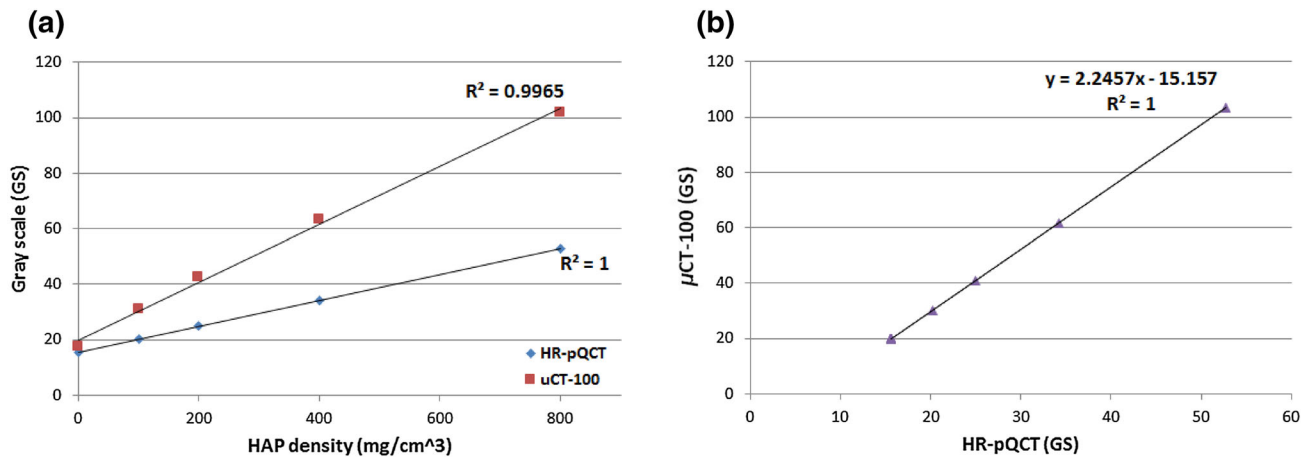 (a)
120
100
80
60
40
20
0
Gray scale (GS)
R² = 0.9965
R² = 1
HR-pQCT
uCT-100
0 200 400 600 800
HAP density (mg/cm^3)
(b)
120
100
80
60
40
20
0
µCT-100 (GS)
y = 2.2457x - 15.157
R² = 1
0 10 20 30 40 50 60
HR-pQCT (GS)